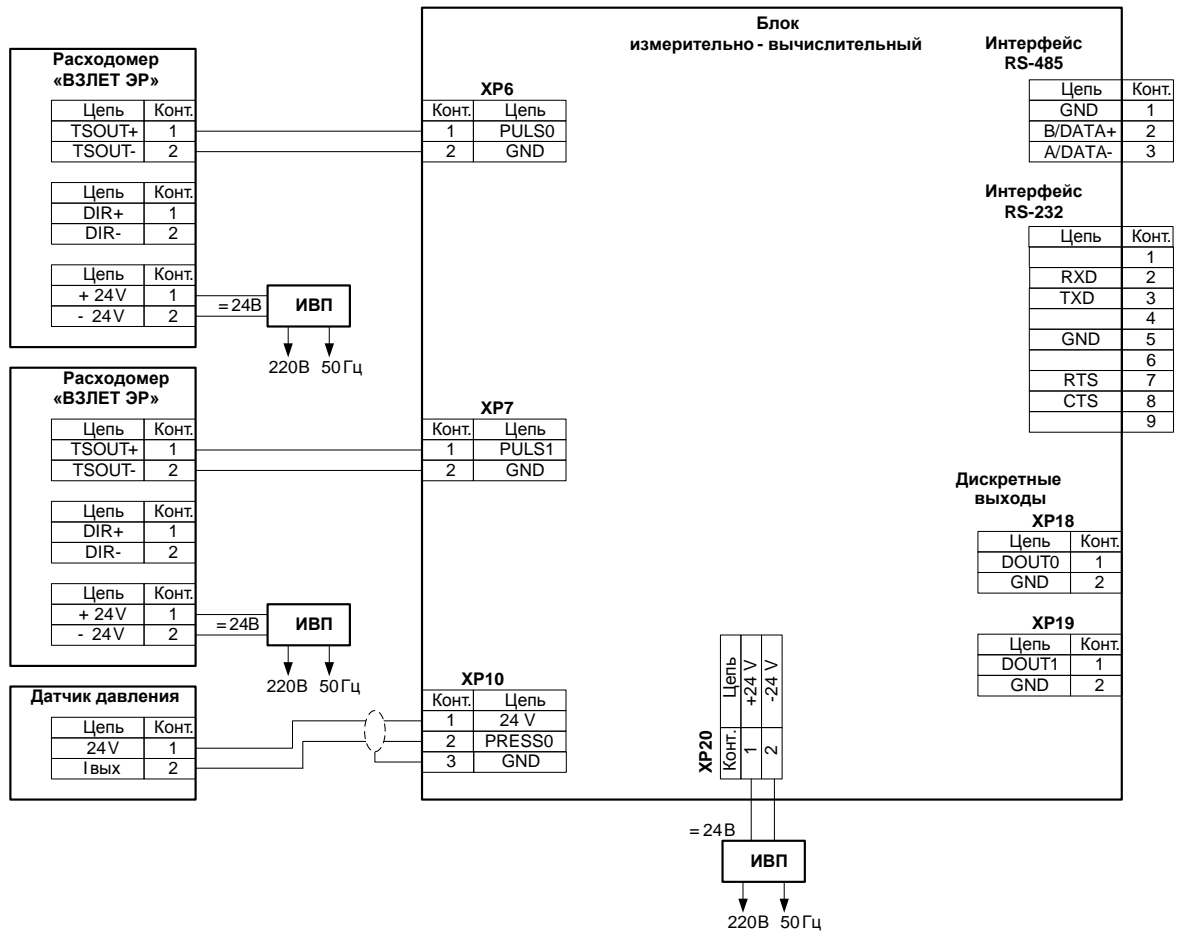 Блок
измерительно - вычислительный
Расходомер
«ВЗЛЕТ ЭР»
Цепь Конт.
TSOUT+ 1
TSOUT- 2
Цепь Конт.
DIR+ 1
DIR- 2
Цепь Конт.
+ 24V 1
- 24V 2
=24В
ИВП
220В 50Гц
XP6
Конт. Цепь
1 PULS0
2 GND
Расходомер
«ВЗЛЕТ ЭР»
Цепь Конт.
TSOUT+ 1
TSOUT- 2
Цепь Конт.
DIR+ 1
DIR- 2
Цепь Конт.
+ 24V 1
- 24V 2
=24В
ИВП
220В 50Гц
XP7
Конт. Цепь
1 PULS1
2 GND
Датчик давления
Цепь Конт.
24V 1
Iвых 2
XP10
Конт. Цепь
1 24 V
2 PRESS0
3 GND
Интерфейс
RS-485
Цепь Конт.
GND 1
B/DATA+ 2
A/DATA- 3
Интерфейс
RS-232
Цепь Конт.
1
RXD 2
TXD 3
4
GND 5
6
RTS 7
CTS 8
9
Дискретные
выходы
XP18
Цепь Конт.
DOUT0 1
GND 2
XP19
Цепь Конт.
DOUT1 1
GND 2
XP20
Конт. Цепь
1 +24 V
2 -24 V
=24В
ИВП
220В 50Гц